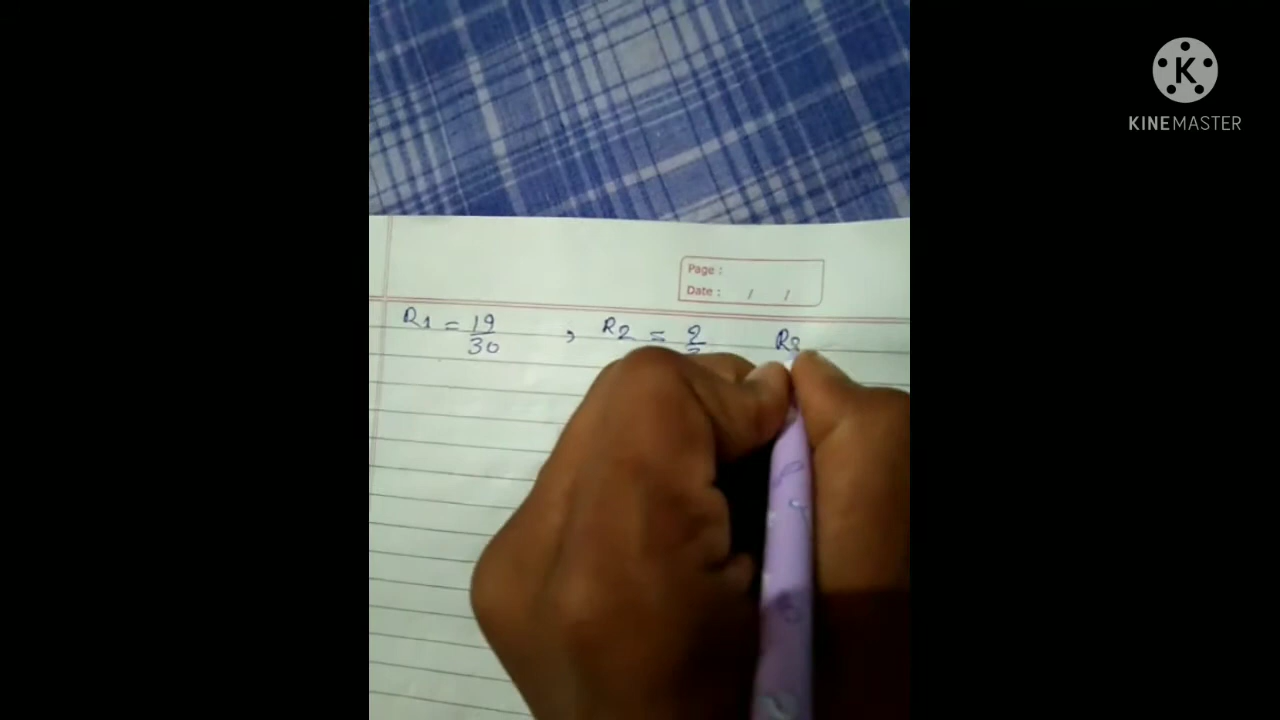 K
KINEMASTER
Page :
Date : / /
R1 = 19/30 , R2 = 2/ R